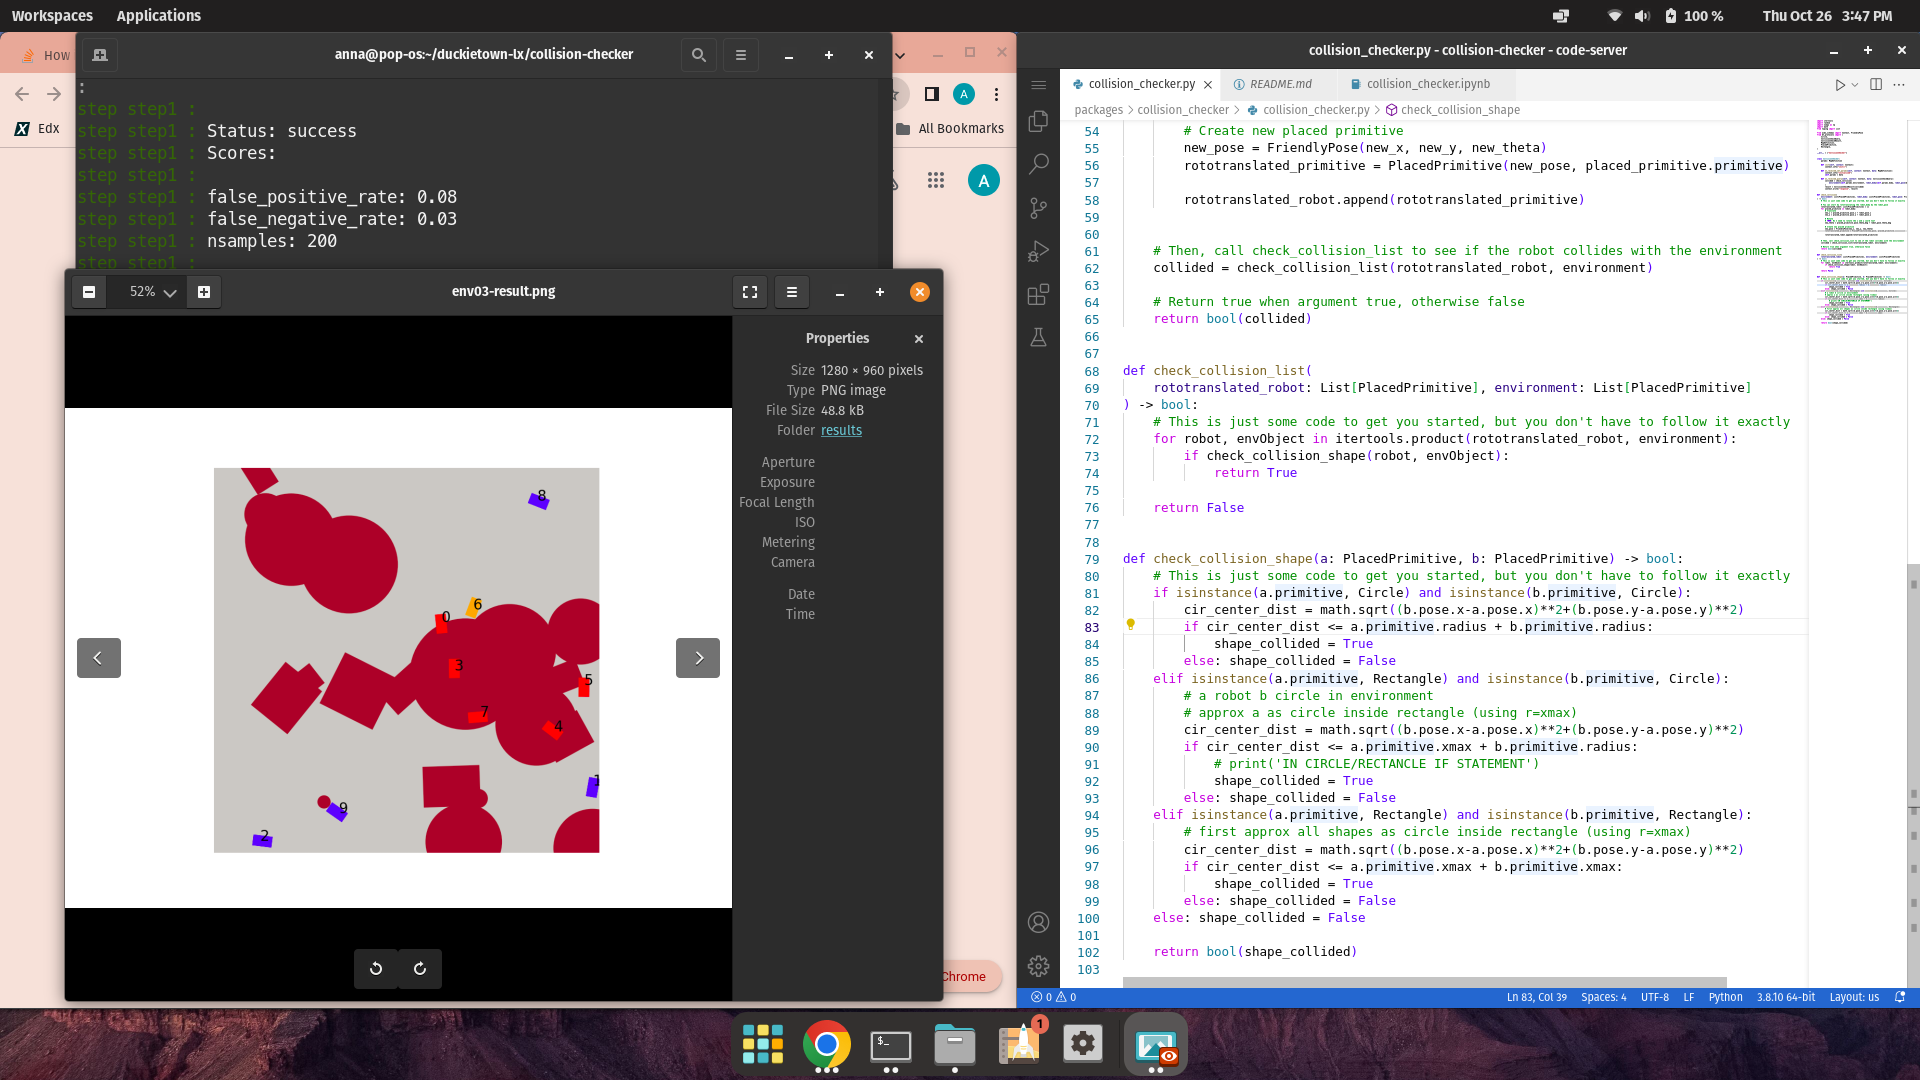 Workspaces Applications
100 % Thu Oct 26 3:47 PM
How
anna@pop-os:~/duckietown-lx/collision-checker
A
Edx
All Bookmarks
A
:
step step1 :
step step1 : Status: success
step step1 : Scores:
step step1 :
step step1 : false_positive_rate: 0.08
step step1 : false_negative_rate: 0.03
step step1 : nsamples: 200
step step1 :
52%
env03-result.png
Properties
Size 1280 × 960 pixels
Type PNG image
File Size 48.8 kB
Folder results
Aperture
Exposure
Focal Length
ISO
Metering
Camera
Date
Time
8
6
0
3
5
7
4
1
9
2
Chrome
collision_checker.py - collision-checker - code-server
collision_checker.py README.md collision_checker.ipynb
packages > collision_checker > collision_checker.py > check_collision_shape
54 # Create new placed primitive
55 new_pose = FriendlyPose(new_x, new_y, new_theta)
56 rototranslated_primitive = PlacedPrimitive(new_pose, placed_primitive.primitive)
57
58 rototranslated_robot.append(rototranslated_primitive)
59
60
61 # Then, call check_collision_list to see if the robot collides with the environment
62 collided = check_collision_list(rototranslated_robot, environment)
63
64 # Return true when argument true, otherwise false
65 return bool(collided)
66
67
68 def check_collision_list(
69 rototranslated_robot: List[PlacedPrimitive], environment: List[PlacedPrimitive]
70 ) -> bool:
71 # This is just some code to get you started, but you don't have to follow it exactly
72 for robot, envObject in itertools.product(rototranslated_robot, environment):
73 if check_collision_shape(robot, envObject):
74 return True
75
76 return False
77
78
79 def check_collision_shape(a: PlacedPrimitive, b: PlacedPrimitive) -> bool:
80 # This is just some code to get you started, but you don't have to follow it exactly
81 if isinstance(a.primitive, Circle) and isinstance(b.primitive, Circle):
82 cir_center_dist = math.sqrt((b.pose.x-a.pose.x)**2+(b.pose.y-a.pose.y)**2)
83 if cir_center_dist <= a.primitive.radius + b.primitive.radius:
84 shape_collided = True
85 else: shape_collided = False
86 elif isinstance(a.primitive, Rectangle) and isinstance(b.primitive, Circle):
87 # a robot b circle in environment
88 # approx a as circle inside rectangle (using r=xmax)
89 cir_center_dist = math.sqrt((b.pose.x-a.pose.x)**2+(b.pose.y-a.pose.y)**2)
90 if cir_center_dist <= a.primitive.xmax + b.primitive.radius:
91 # print('IN CIRCLE/RECTANCLE IF STATEMENT')
92 shape_collided = True
93 else: shape_collided = False
94 elif isinstance(a.primitive, Rectangle) and isinstance(b.primitive, Rectangle):
95 # first approx all shapes as circle inside rectangle (using r=xmax)
96 cir_center_dist = math.sqrt((b.pose.x-a.pose.x)**2+(b.pose.y-a.pose.y)**2)
97 if cir_center_dist <= a.primitive.xmax + b.primitive.xmax:
98 shape_collided = True
99 else: shape_collided = False
100 else: shape_collided = False
101
102 return bool(shape_collided)
103
0 0
Ln 83, Col 39 Spaces: 4 UTF-8 LF Python 3.8.10 64-bit Layout: us
1